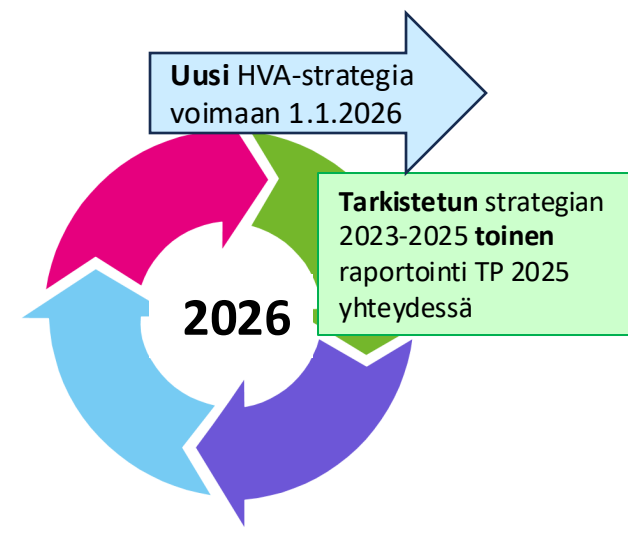 Uusi HVA-strategia
voimaan 1.1.2026
Tarkistetun strategian
2023-2025 toinen
raportointi TP 2025
yhteydessä
2026